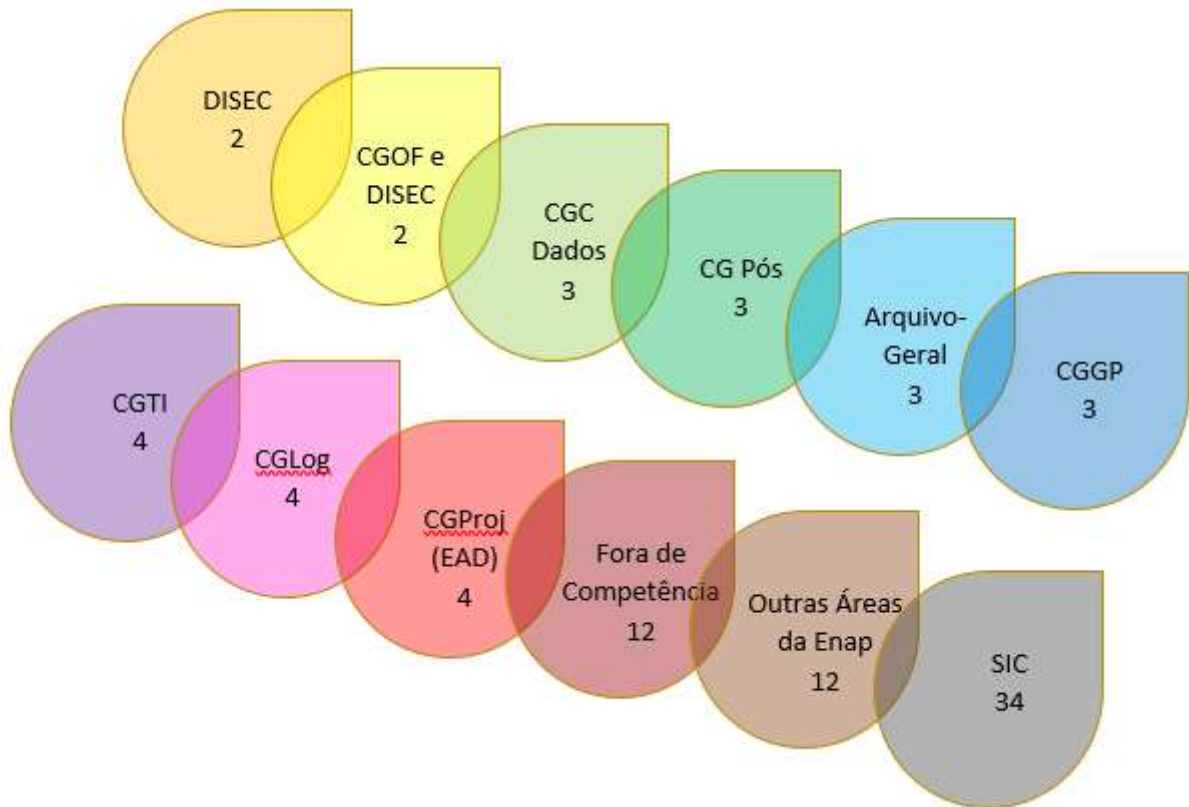 DISEC
2
CGOF e
DISEC
2
CGC
Dados
3
CG Pós
3
Arquivo-
Geral
3
CGGP
3
CGTI
4
CGLog
4
CGProj
(EAD)
4
Fora de
Competência
12
Outras Áreas
da Enap
12
SIC
34